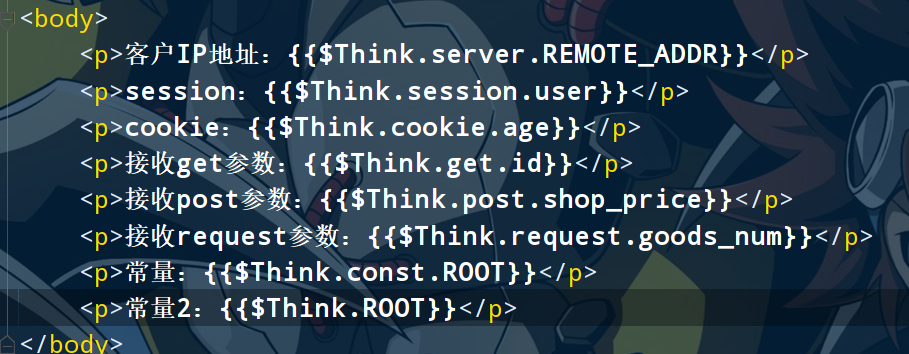 <body>
<p>客户IP地址：{{$Think.server.REMOTE_ADDR}}</p>
<p>session：{{$Think.session.user}}</p>
<p>cookie：{{$Think.cookie.age}}</p>
<p>接收get参数：{{$Think.get.id}}</p>
<p>接收post参数：{{$Think.post.shop_price}}</p>
<p>接收request参数：{{$Think.request.goods_num}}</p>
<p>常量：{{$Think.const.ROOT}}</p>
<p>常量2：{{$Think.ROOT}}</p>
</body>